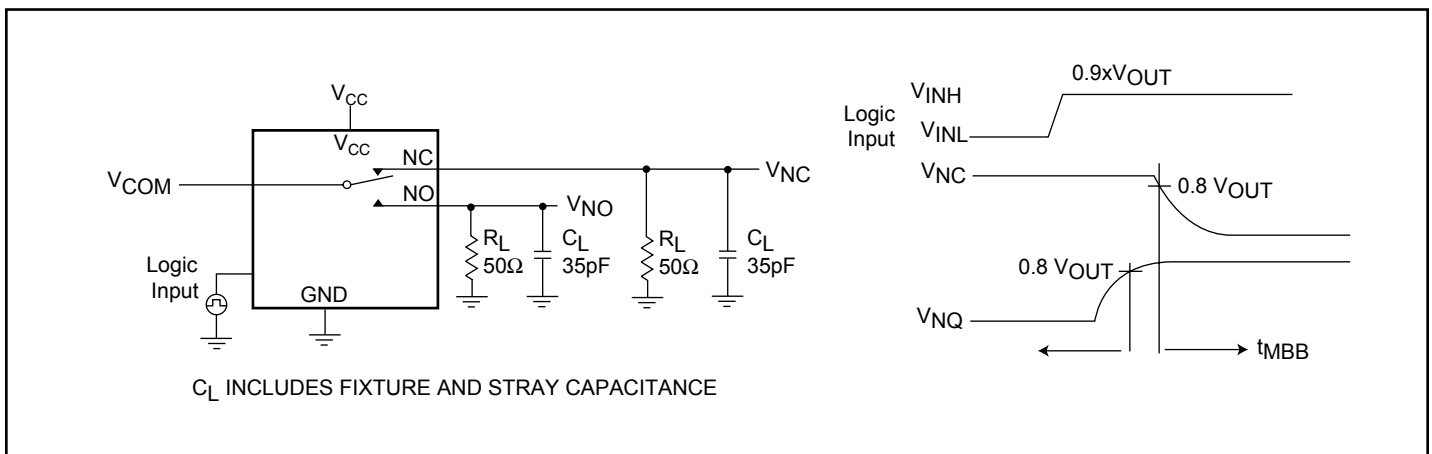 VCC
VCC
VCOM
NC
NO
VNC
VNO
RL
50Ω
CL
35pF
RL
50Ω
CL
35pF
Logic
Input
GND
CL INCLUDES FIXTURE AND STRAY CAPACITANCE
0.9xVOUT
Logic
Input
VINH
VINL
VNC
0.8 VOUT
0.8 VOUT
VNQ
tMBB